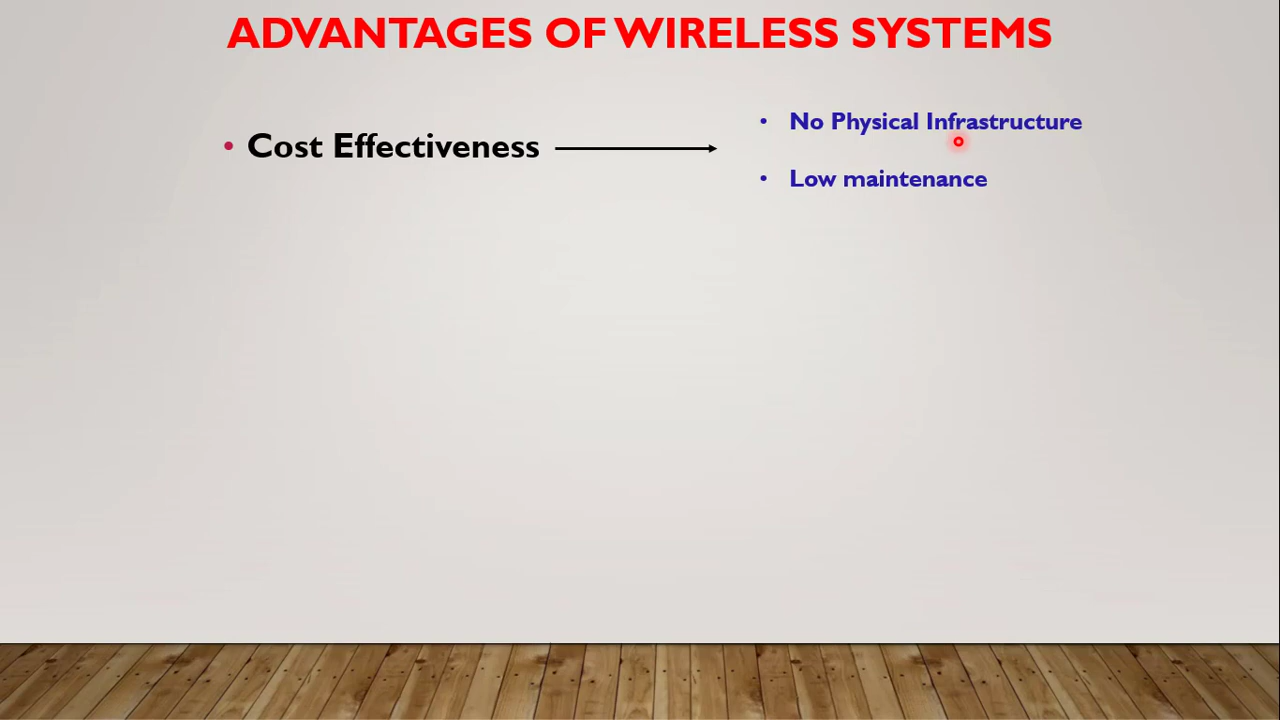 ADVANTAGES OF WIRELESS SYSTEMS
• Cost Effectiveness
• No Physical Infrastructure
• Low maintenance